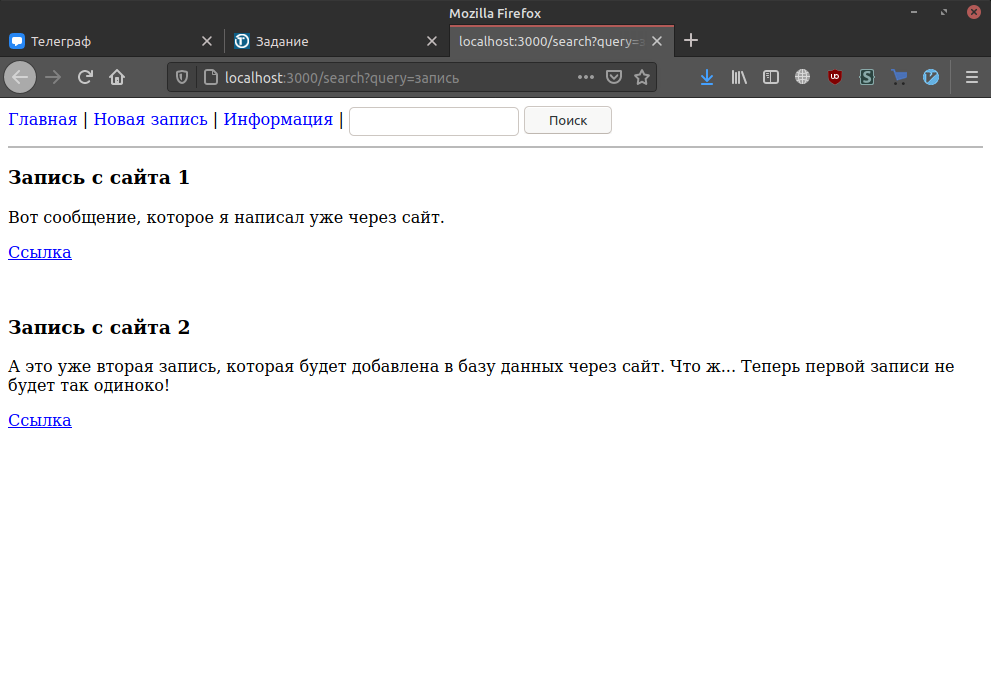 Mozilla Firefox
Телеграф
Задание
localhost:3000/search?query=
localhost:3000/search?query=запись
Главная | Новая запись | Информация | Поиск
Запись с сайта 1
Вот сообщение, которое я написал уже через сайт.
Ссылка
Запись с сайта 2
А это уже вторая запись, которая будет добавлена в базу данных через сайт. Что ж... Теперь первой записи не
будет так одиноко!
Ссылка